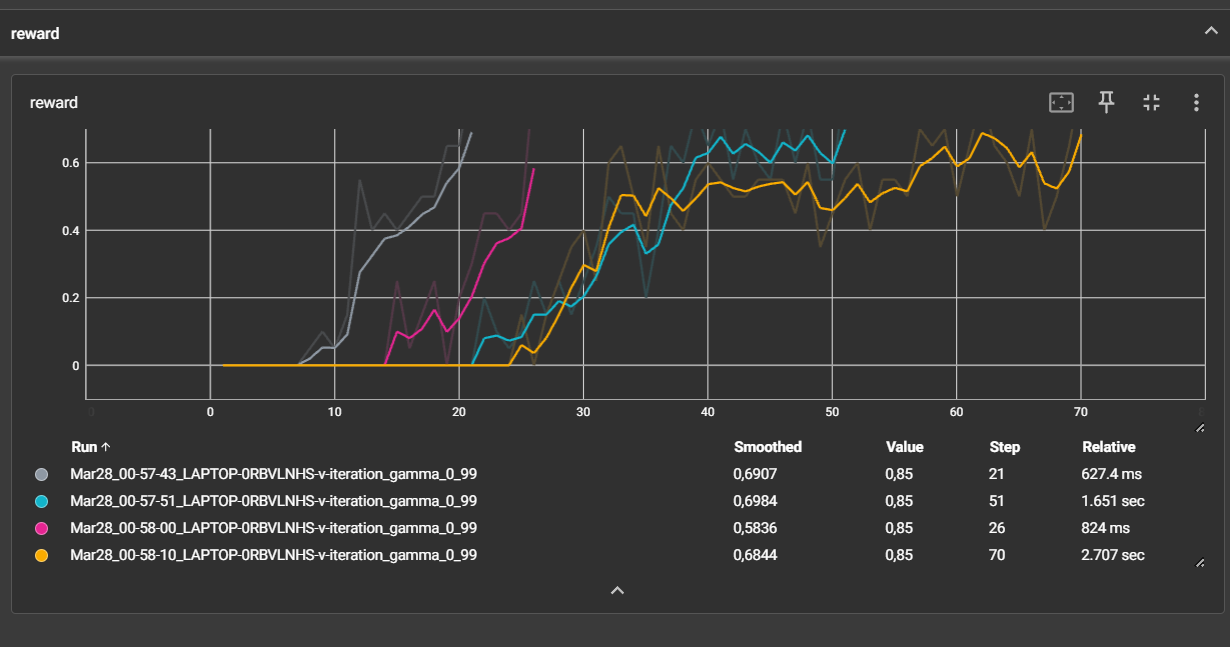 reward
reward
0.6
0.4
0.2
0
0 0 10 20 30 40 50 60 70 8
Run ↑ Smoothed Value Step Relative
Mar28_00-57-43_LAPTOP-0RBVLNHS-v-iteration_gamma_0_99 0,6907 0,85 21 627.4 ms
Mar28_00-57-51_LAPTOP-0RBVLNHS-v-iteration_gamma_0_99 0,6984 0,85 51 1.651 sec
Mar28_00-58-00_LAPTOP-0RBVLNHS-v-iteration_gamma_0_99 0,5836 0,85 26 824 ms
Mar28_00-58-10_LAPTOP-0RBVLNHS-v-iteration_gamma_0_99 0,6844 0,85 70 2.707 sec